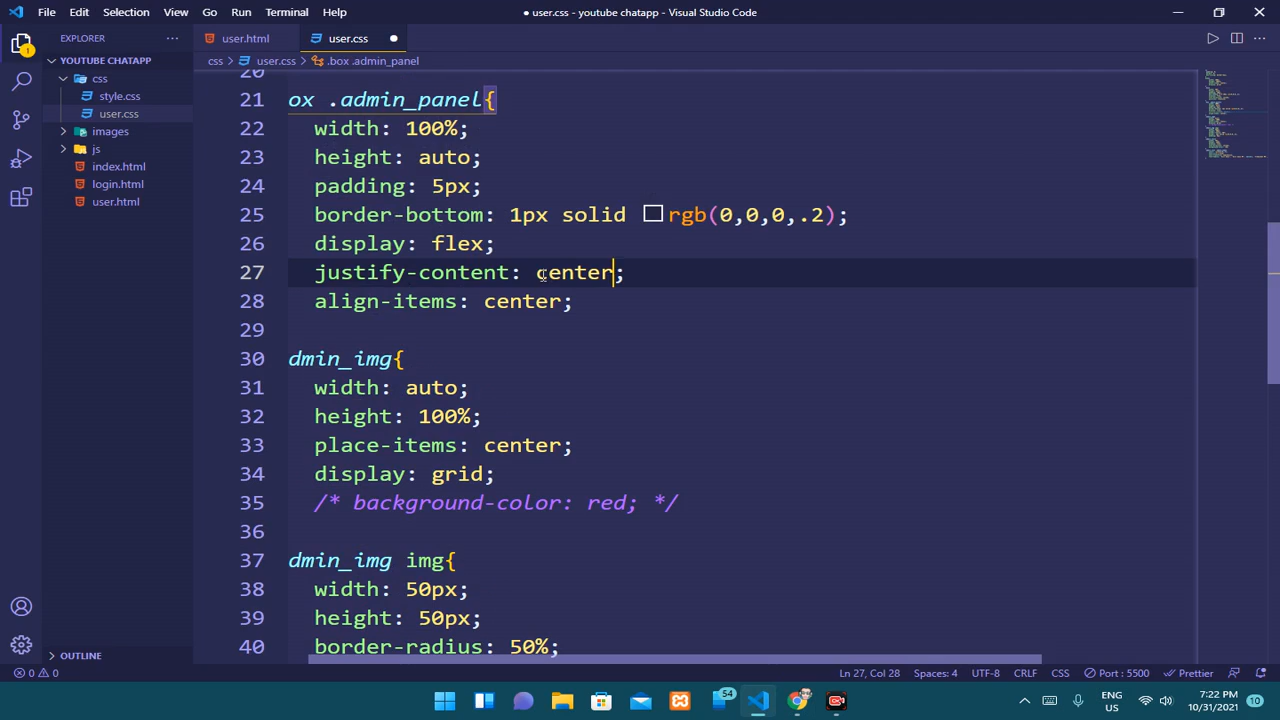 File Edit Selection View Go Run Terminal Help
● user.css - youtube chatapp - Visual Studio Code
EXPLORER
user.html
user.css
YOUTUBE CHATAPP
css > user.css > .box .admin_panel
css
style.css
user.css
images
js
index.html
login.html
user.html
20
21 ox .admin_panel{
22 width: 100%;
23 height: auto;
24 padding: 5px;
25 border-bottom: 1px solid rgb(0,0,0,.2);
26 display: flex;
27 justify-content: center;
28 align-items: center;
29
30 dmin_img{
31 width: auto;
32 height: 100%;
33 place-items: center;
34 display: grid;
35 /* background-color: red; */
36
37 dmin_img img{
38 width: 50px;
39 height: 50px;
40 border-radius: 50%;
OUTLINE
0 0 Ln 27, Col 28 Spaces: 4 UTF-8 CRLF CSS Port : 5500 Prettier
1
54
ENG
US
7:22 PM
10/31/2021
10